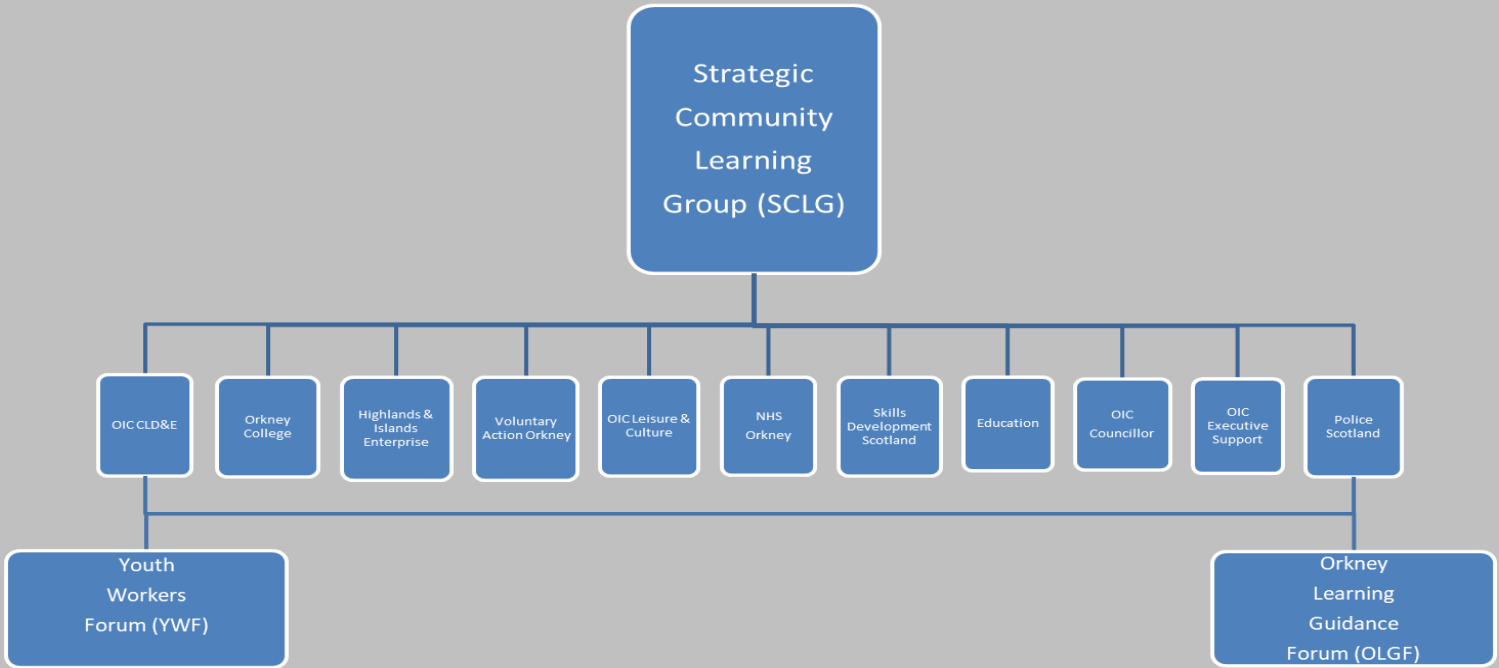 Strategic
Community
Learning
Group (SCLG)
OIC CLD&E
Orkney
College
Highlands &
Islands
Enterprise
Voluntary
Action Orkney
OIC Leisure &
Culture
NHS
Orkney
Skills
Development
Scotland
Education
OIC
Councillor
OIC
Executive
Support
Police
Scotland
Youth
Workers
Forum (YWF)
Orkney
Learning
Guidance
Forum (OLGF)